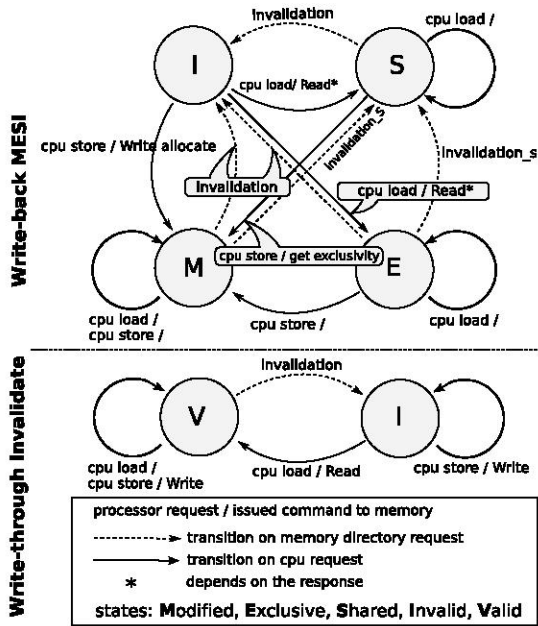 Write-back MESI
Invalidation
cpu load /
I
S
cpu load/ Read*
cpu store / Write allocate
Invalidation_S
Invalidation_s
Invalidation
cpu load / Read*
cpu store / get exclusivity
M
E
cpu load /
cpu store /
cpu store /
cpu load /
Write-through Invalidate
Invalidation
V
I
cpu load /
cpu store / Write
cpu load / Read
cpu store / Write
processor request / issued command to memory
transition on memory directory request
transition on cpu request
* depends on the response
states: Modified, Exclusive, Shared, Invalid, Valid